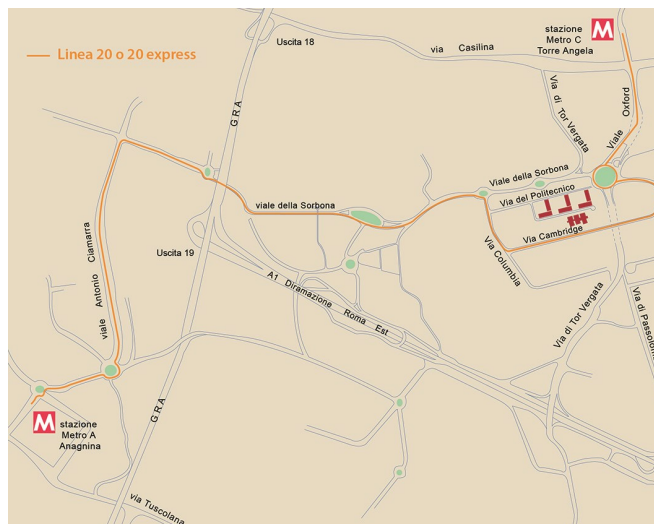 Linea 20 o 20 express
Uscita 18
via Casilina
stazione
Metro C
Torre Angela
M
GRA
Via di Tor Vergata
Viale Oxford
Viale della Sorbona
Via del Politecnico
viale della Sorbona
Via Cambridge
Via Columbia
viale Antonio Ciamarra
Uscita 19
A1 Diramazione Roma Est
Via di Tor Vergata
Via di Passolom
M
stazione
Metro A
Anagnina
GRA
via Tuscolana